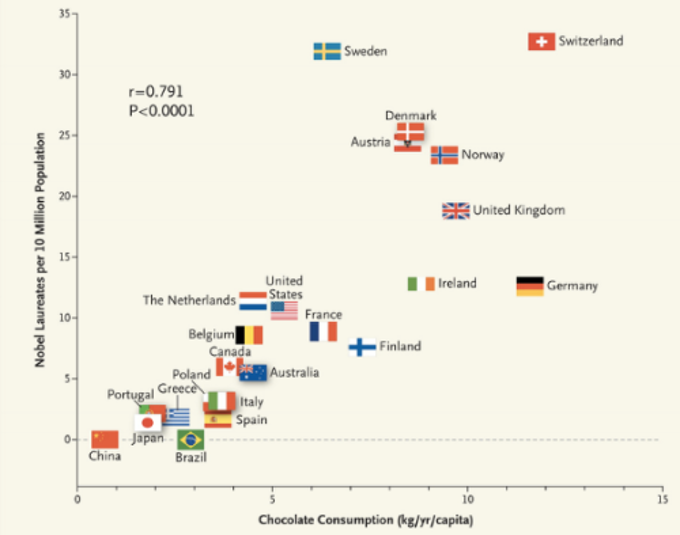 35
30
25
20
15
10
5
0
Nobel Laureates per 10 Million Population
r=0.791
P<0.0001
Sweden
Switzerland
Denmark
Austria
Norway
United Kingdom
Ireland
Germany
United
States
The Netherlands
France
Belgium
Finland
Canada
Australia
Poland
Portugal
Greece
Italy
Spain
Japan
China
Brazil
0
5
10
15
Chocolate Consumption (kg/yr/capita)